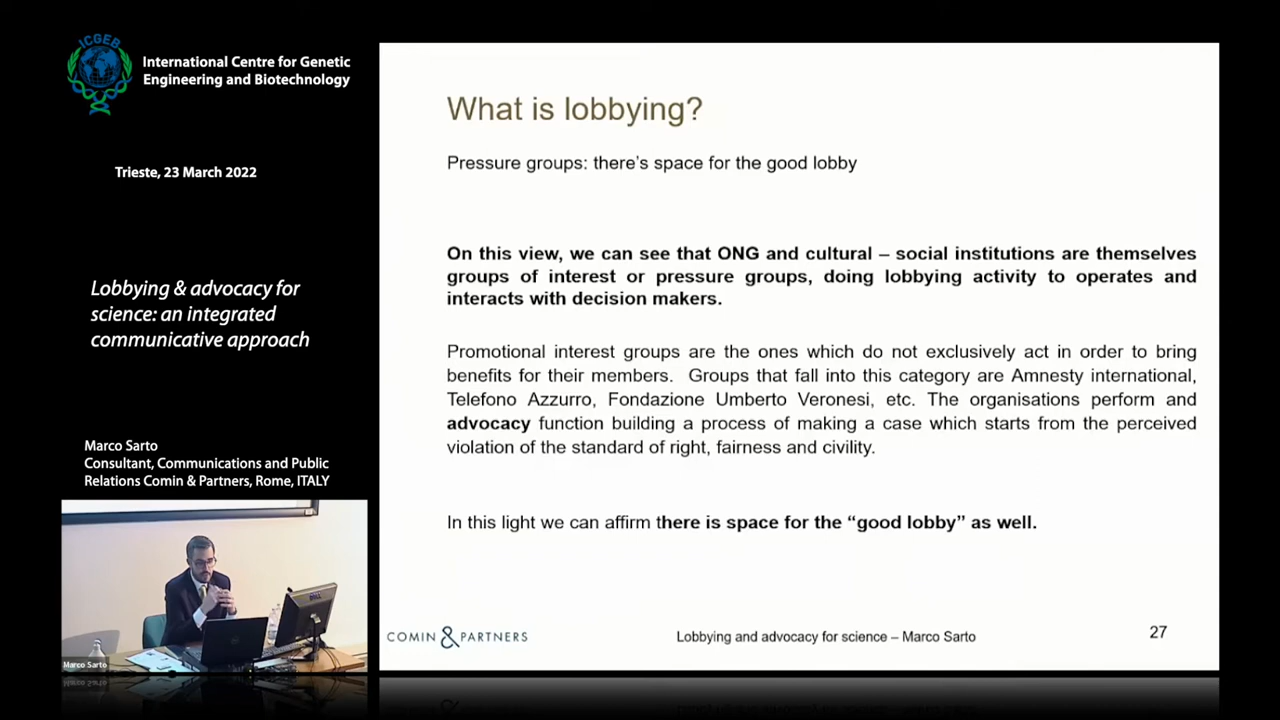 ICGEB
International Centre for Genetic
Engineering and Biotechnology
Trieste, 23 March 2022
Lobbying & advocacy for
science: an integrated
communicative approach
Marco Sarto
Consultant, Communications and Public
Relations Comin & Partners, Rome, ITALY
Marco Sarto
What is lobbying?
Pressure groups: there's space for the good lobby
On this view, we can see that ONG and cultural – social institutions are themselves
groups of interest or pressure groups, doing lobbying activity to operates and
interacts with decision makers.
Promotional interest groups are the ones which do not exclusively act in order to bring
benefits for their members. Groups that fall into this category are Amnesty international,
Telefono Azzurro, Fondazione Umberto Veronesi, etc. The organisations perform and
advocacy function building a process of making a case which starts from the perceived
violation of the standard of right, fairness and civility.
In this light we can affirm there is space for the “good lobby” as well.
COMIN & PARTNERS
Lobbying and advocacy for science – Marco Sarto
27